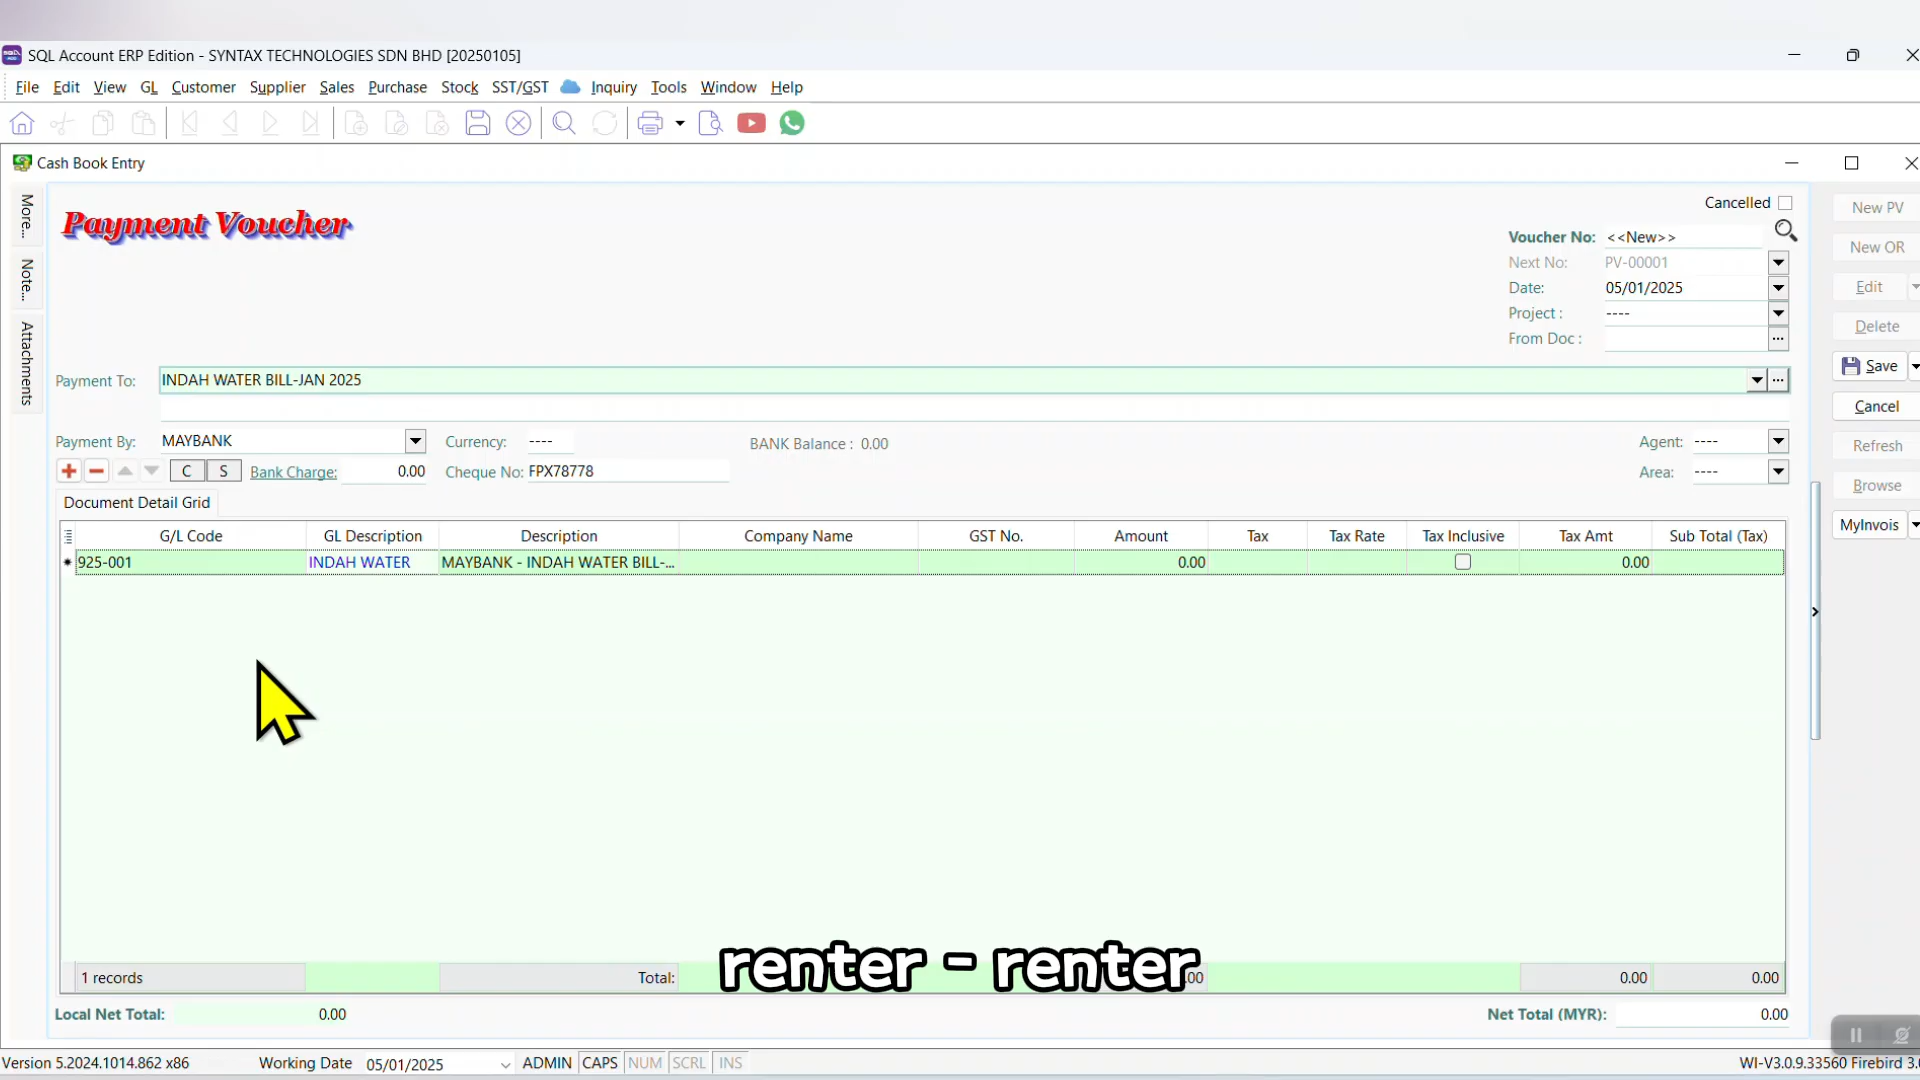 SQL Account ERP Edition - SYNTAX TECHNOLOGIES SDN BHD [20250105]
File Edit View GL Customer Supplier Sales Purchase Stock SST/GST Inquiry Tools Window Help
Cash Book Entry
More...
Note...
Attachments
Payment Voucher
Cancelled
Voucher No: <<New>>
Next No: PV-00001
Date: 05/01/2025
Project : ----
From Doc :
New PV
New OR
Edit
Delete
Save
Cancel
Refresh
Browse
MyInvois
Payment To: INDAH WATER BILL-JAN 2025
Payment By: MAYBANK Currency: ---- BANK Balance : 0.00 Agent: ----
C S Bank Charge: 0.00 Cheque No: FPX78778 Area: ----
Document Detail Grid
G/L Code GL Description Description Company Name GST No. Amount Tax Tax Rate Tax Inclusive Tax Amt Sub Total (Tax)
925-001 INDAH WATER MAYBANK - INDAH WATER BILL-... 0.00 0.00
renter - renter
1 records Total: 0.00 0.00
Local Net Total: 0.00 Net Total (MYR): 0.00
Version 5.2024.1014.862 x86 Working Date 05/01/2025 ADMIN CAPS NUM SCRL INS WI-V3.0.9.33560 Firebird